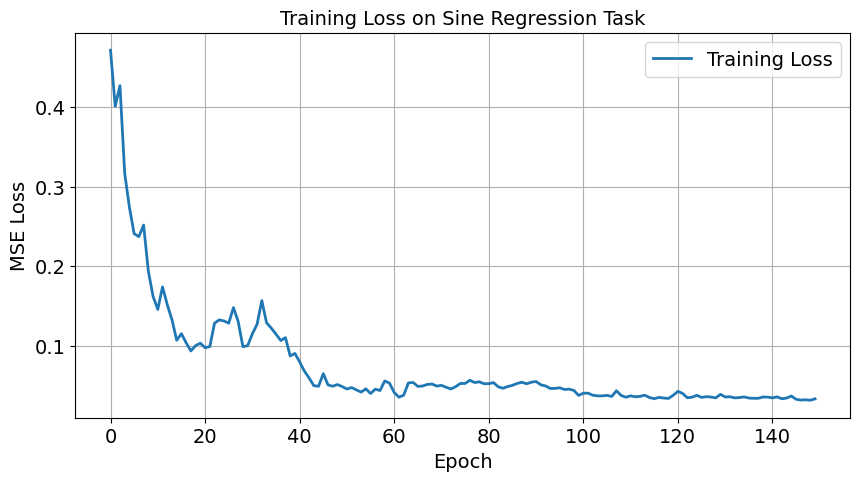 Training Loss on Sine Regression Task
Training Loss
MSE Loss
0.4
0.3
0.2
0.1
0 20 40 60 80 100 120 140
Epoch